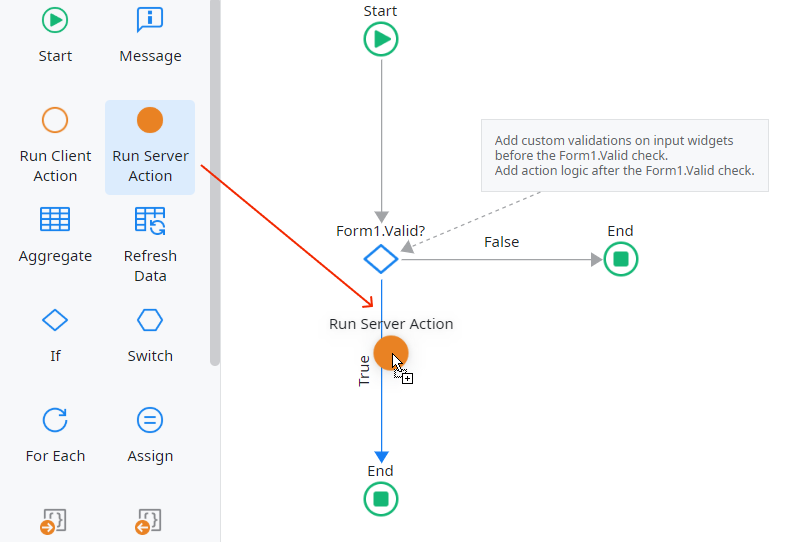 Start
Message
Run Client
Action
Run Server
Action
Aggregate
Refresh
Data
If
Switch
For Each
Assign
Start
Add custom validations on input widgets
before the Form1.Valid check.
Add action logic after the Form1.Valid check.
Form1.Valid?
False
End
Run Server Action
True
End